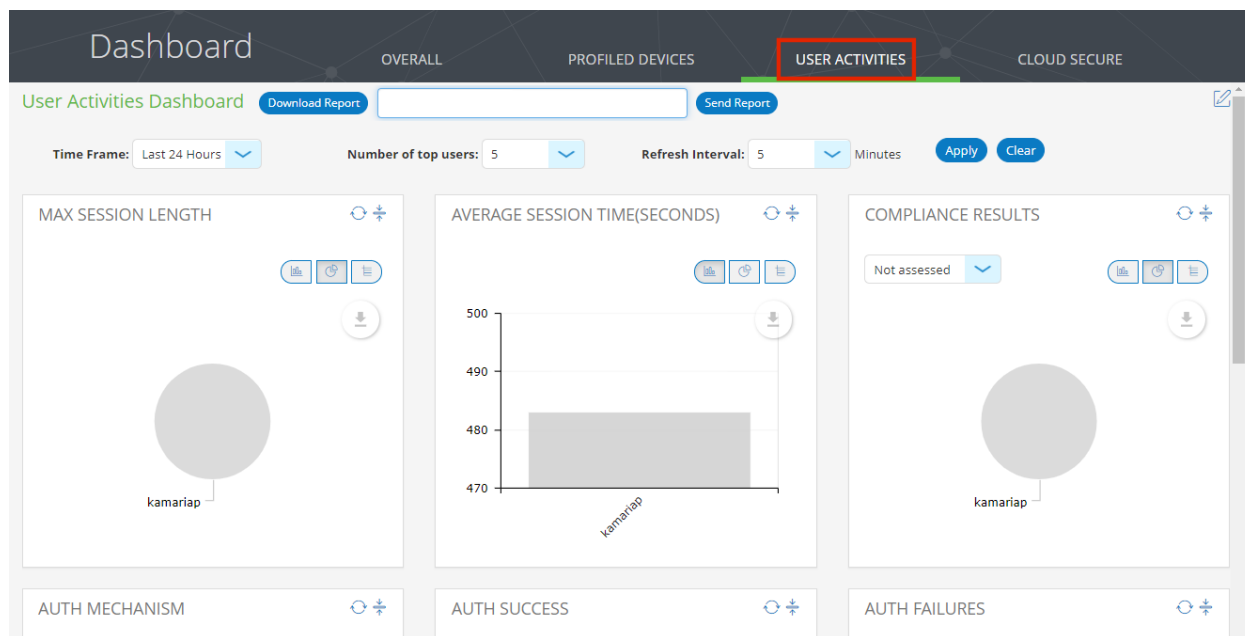 Dashboard
OVERALL
PROFILED DEVICES
USER ACTIVITIES
CLOUD SECURE
User Activities Dashboard
Download Report
Send Report
Time Frame: Last 24 Hours
Number of top users: 5
Refresh Interval: 5 Minutes
Apply
Clear
MAX SESSION LENGTH
kamariap
AVERAGE SESSION TIME(SECONDS)
500
490
480
470
kamariap
COMPLIANCE RESULTS
Not assessed
kamariap
AUTH MECHANISM
AUTH SUCCESS
AUTH FAILURES